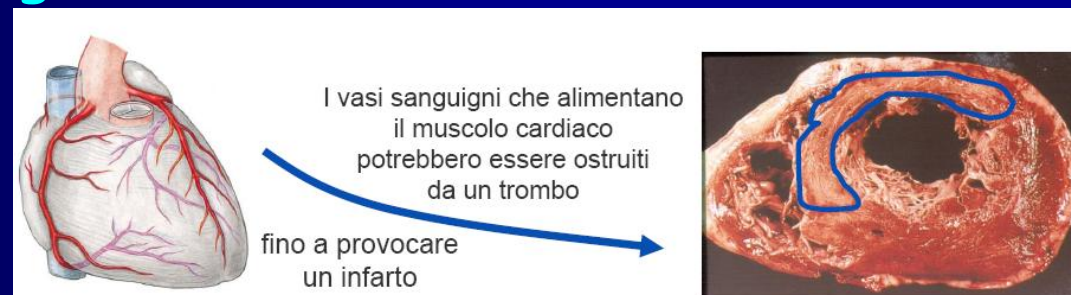 I vasi sanguigni che alimentano
il muscolo cardiaco
potrebbero essere ostruiti
da un trombo
fino a provocare
un infarto